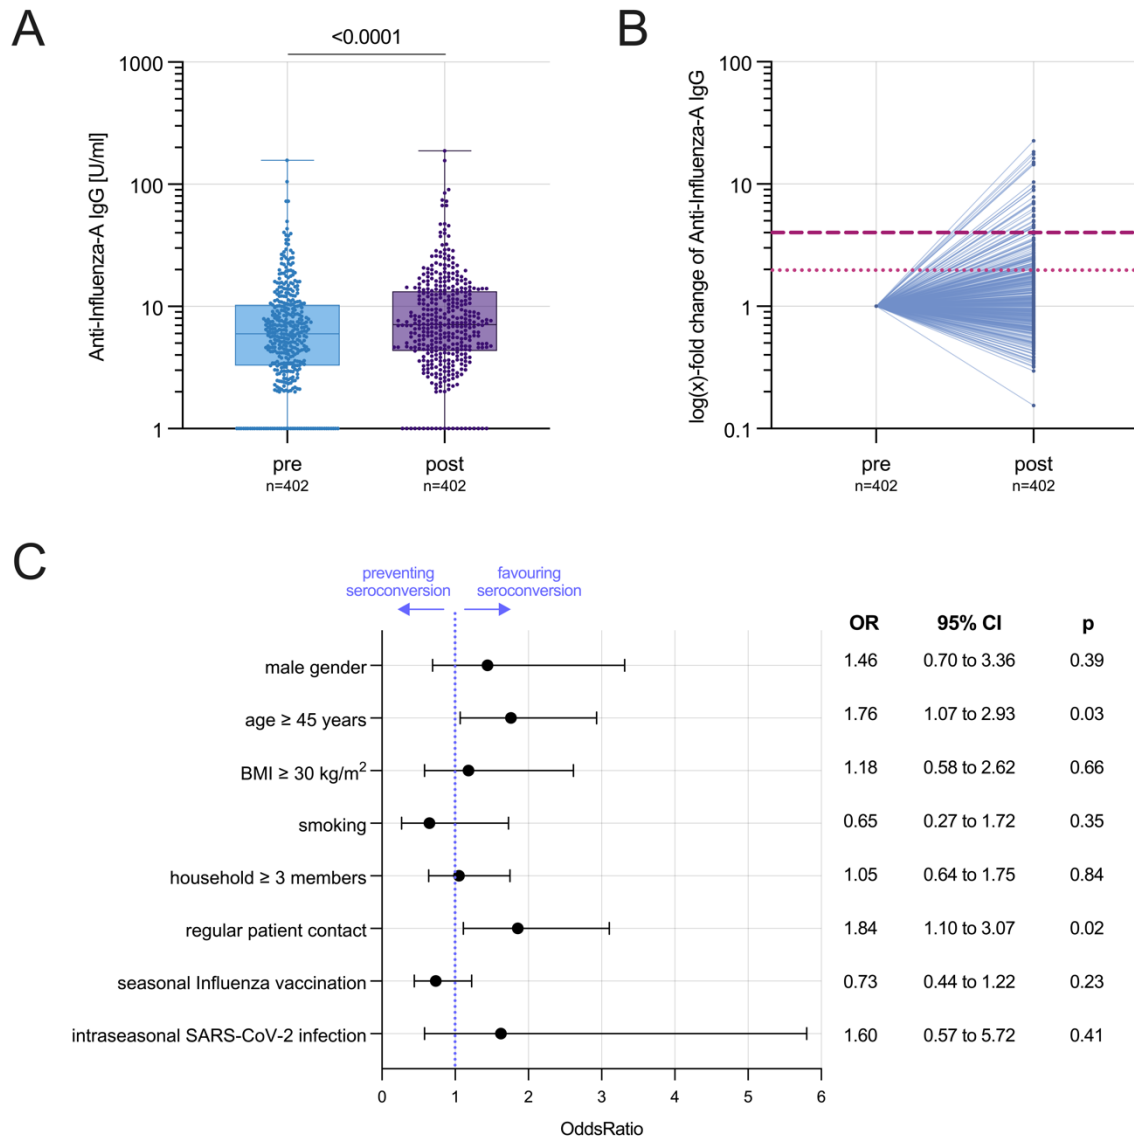 A
B
<0.0001
1000
100
10
1
Anti-Influenza-A IgG [U/ml]
pre
n=402
post
n=402
100
10
1
0.1
log(x)-fold change of Anti-Influenza-A IgG
pre
n=402
post
n=402
C
preventing
seroconversion
favouring
seroconversion
OR 95% CI p
male gender 1.46 0.70 to 3.36 0.39
age ≥ 45 years 1.76 1.07 to 2.93 0.03
BMI ≥ 30 kg/m² 1.18 0.58 to 2.62 0.66
smoking 0.65 0.27 to 1.72 0.35
household ≥ 3 members 1.05 0.64 to 1.75 0.84
regular patient contact 1.84 1.10 to 3.07 0.02
seasonal Influenza vaccination 0.73 0.44 to 1.22 0.23
intraseasonal SARS-CoV-2 infection 1.60 0.57 to 5.72 0.41
0 1 2 3 4 5 6
OddsRatio